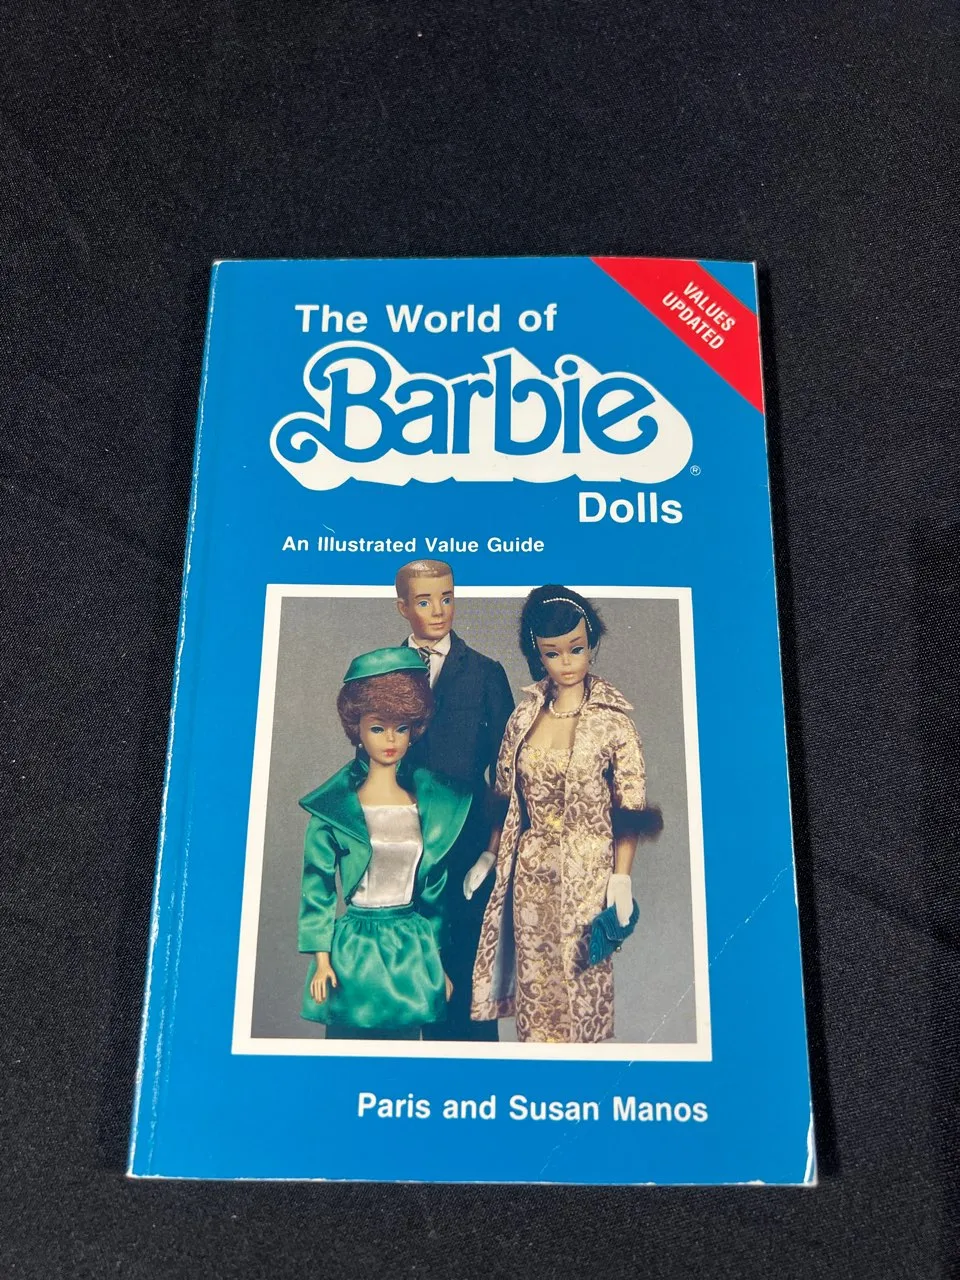 VALUES
UPDATED
The World of
Barbie®
Dolls
An Illustrated Value Guide
Paris and Susan Manos